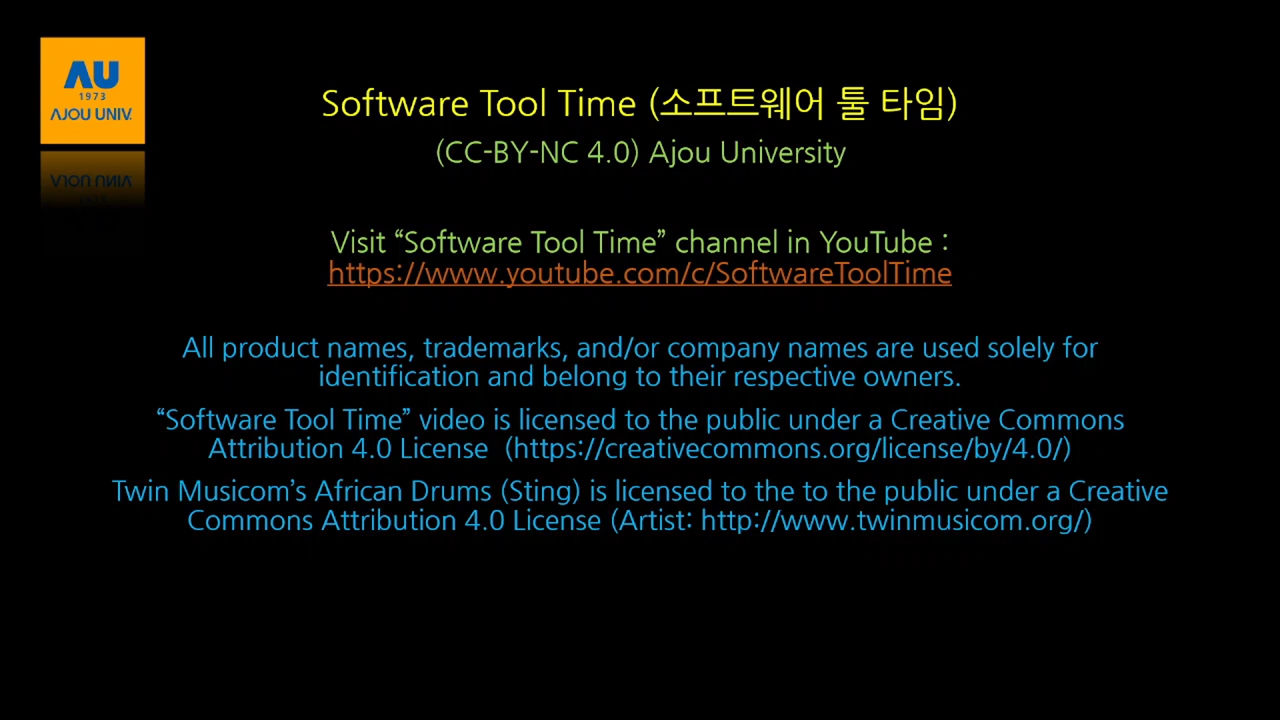 AU
1973
AJOU UNIV.
Software Tool Time (소프트웨어 툴 타임)
(CC-BY-NC 4.0) Ajou University
Visit “Software Tool Time” channel in YouTube :
https://www.youtube.com/c/SoftwareToolTime
All product names, trademarks, and/or company names are used solely for
identification and belong to their respective owners.
“Software Tool Time” video is licensed to the public under a Creative Commons
Attribution 4.0 License (https://creativecommons.org/license/by/4.0/)
Twin Musicom’s African Drums (Sting) is licensed to the to the public under a Creative
Commons Attribution 4.0 License (Artist: http://www.twinmusicom.org/)